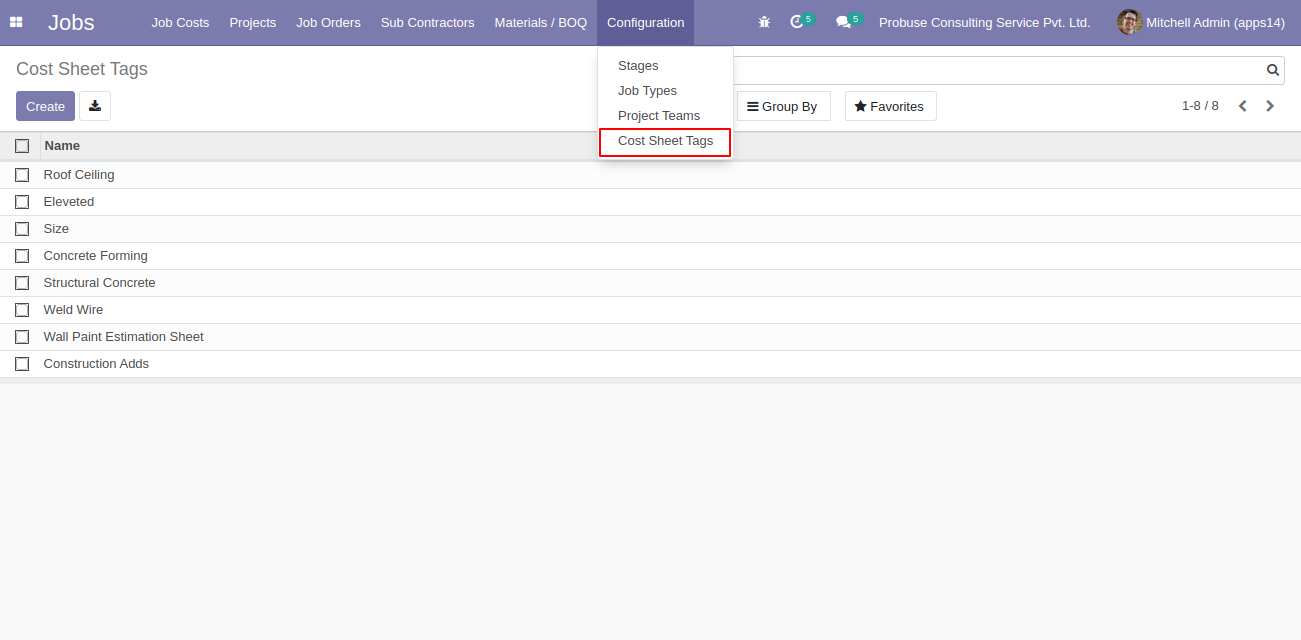 Jobs Job Costs Projects Job Orders Sub Contractors Materials / BOQ Configuration 5 5 Probuse Consulting Service Pvt. Ltd. Mitchell Admin (apps14)
Stages
Job Types
Project Teams
Cost Sheet Tags
Cost Sheet Tags
Create Group By Favorites 1-8 / 8
Name
Roof Ceiling
Eleveted
Size
Concrete Forming
Structural Concrete
Weld Wire
Wall Paint Estimation Sheet
Construction Adds